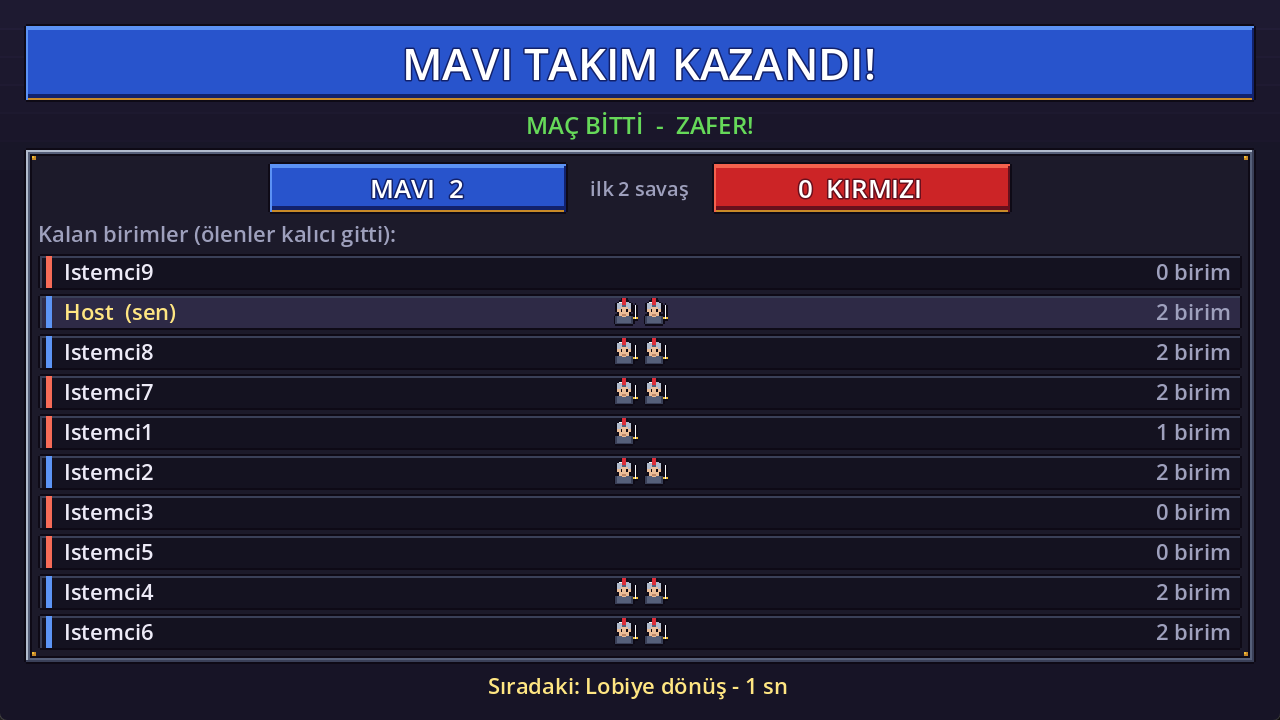 MAVI TAKIM KAZANDI!
MAÇ BİTTİ - ZAFER!
MAVI 2 ilk 2 savaş 0 KIRMIZI
Kalan birimler (ölenler kalıcı gitti):
Istemci9 0 birim
Host (sen) 2 birim
Istemci8 2 birim
Istemci7 2 birim
Istemci1 1 birim
Istemci2 2 birim
Istemci3 0 birim
Istemci5 0 birim
Istemci4 2 birim
Istemci6 2 birim
Sıradaki: Lobiye dönüş - 1 sn